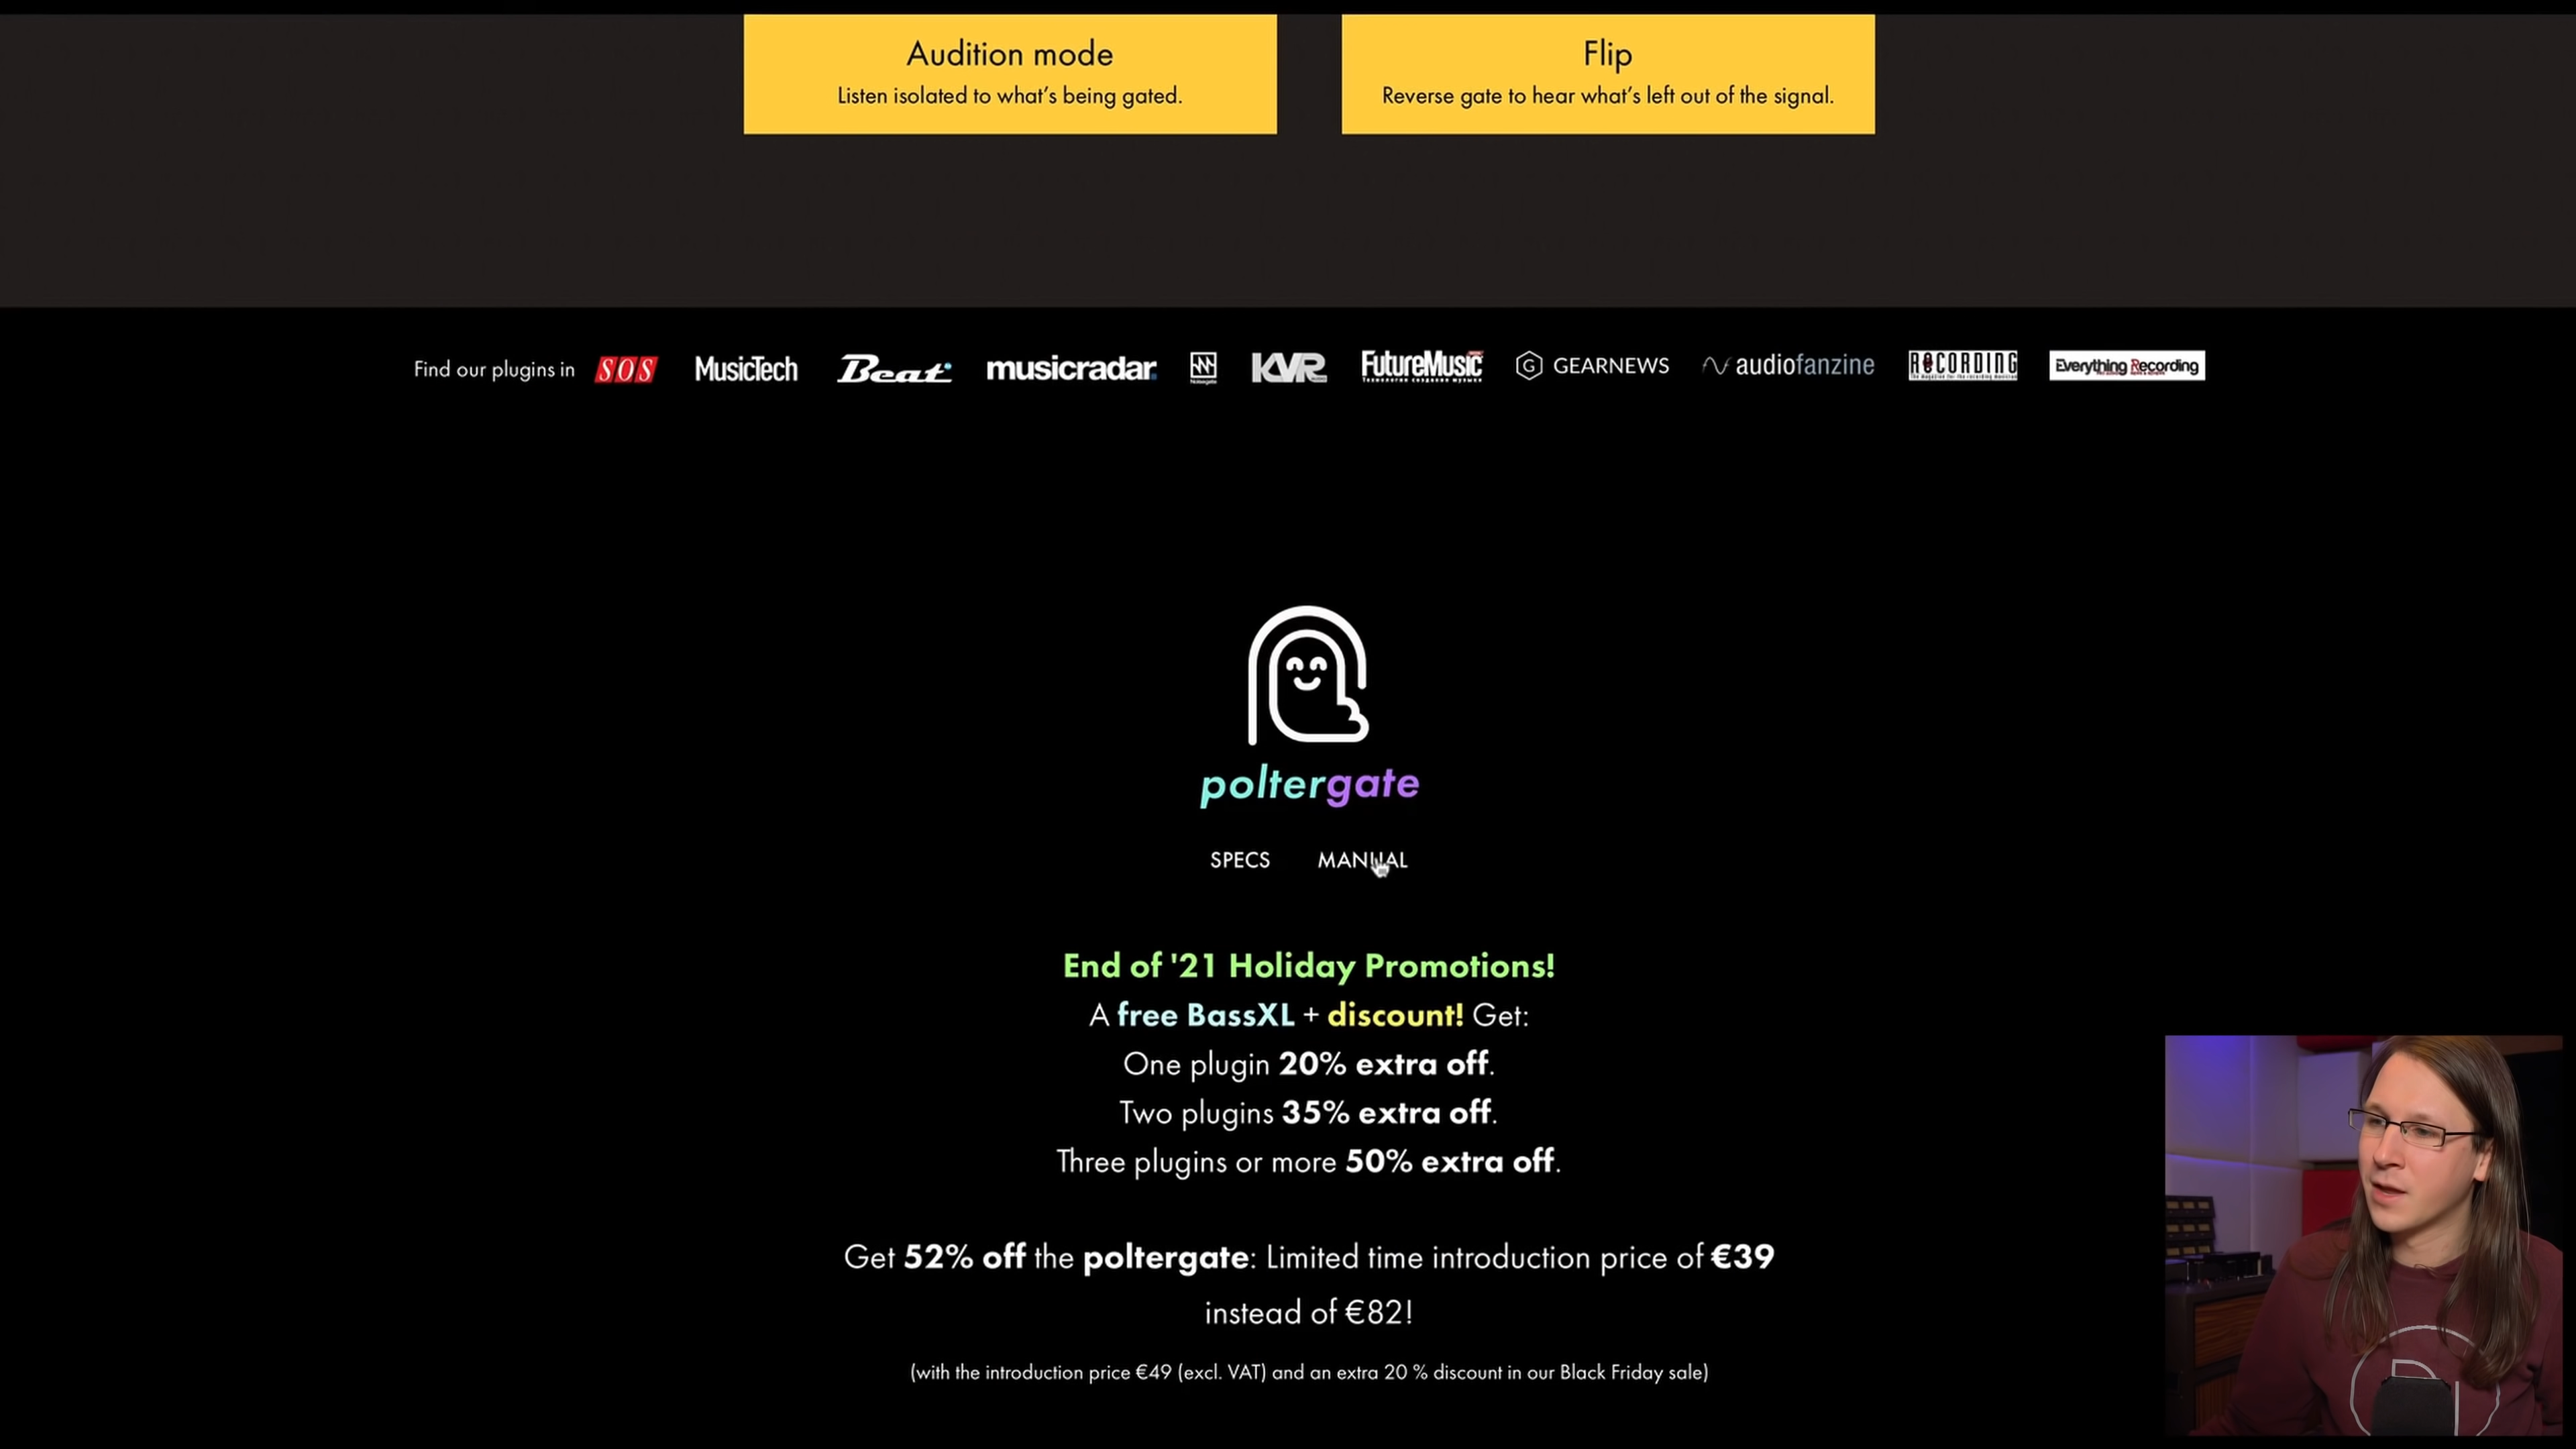 Audition mode
Listen isolated to what's being gated.
Flip
Reverse gate to hear what's left out of the signal.
Find our plugins in SOS MusicTech Beat musicradar. KVR FutureMusic GEARNEWS audiofanzine RECORDING Everything Recording
poltergate
SPECS MANUAL
End of '21 Holiday Promotions!
A free BassXL + discount! Get:
One plugin 20% extra off.
Two plugins 35% extra off.
Three plugins or more 50% extra off.
Get 52% off the poltergate: Limited time introduction price of €39
instead of €82!
(with the introduction price €49 (excl. VAT) and an extra 20 % discount in our Black Friday sale)